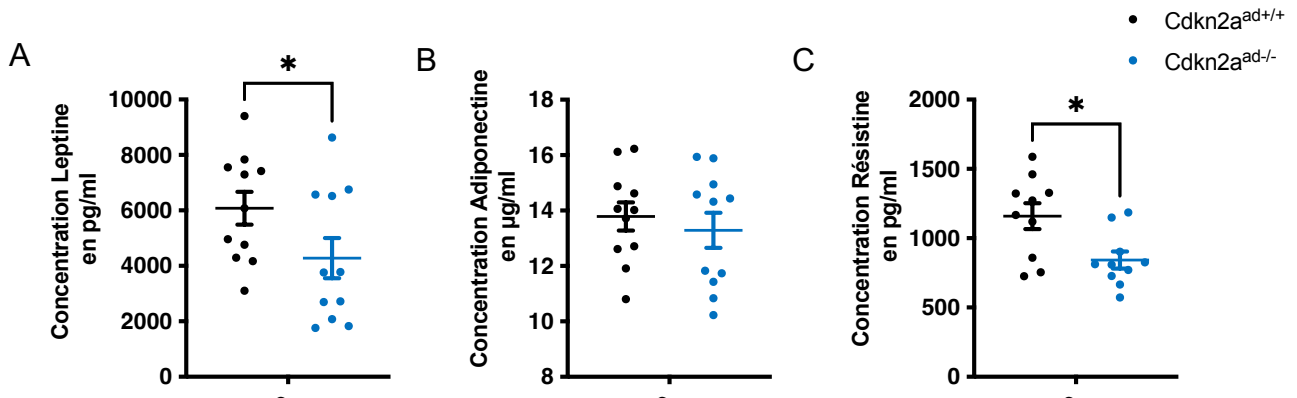 Cdkn2a^ad+/+
Cdkn2a^ad-/-
A
B
C
*
*
Concentration Leptine
en pg/ml
10000
8000
6000
4000
2000
0
Concentration Adiponectine
en µg/ml
18
16
14
12
10
8
Concentration Résistine
en pg/ml
2000
1500
1000
500
0